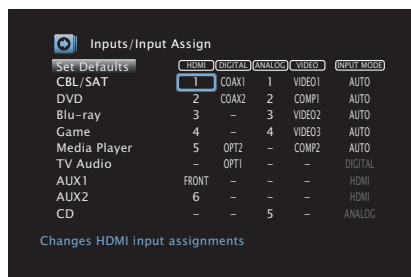 Inputs/Input Assign
Set Defaults HDMI DIGITAL ANALOG VIDEO INPUT MODE
CBL/SAT 1 COAX1 1 VIDEO1 AUTO
DVD 2 COAX2 2 COMP1 AUTO
Blu-ray 3 – 3 VIDEO2 AUTO
Game 4 – 4 VIDEO3 AUTO
Media Player 5 OPT2 – COMP2 AUTO
TV Audio – OPT1 – – DIGITAL
AUX1 FRONT – – – HDMI
AUX2 6 – – – HDMI
CD – – 5 – ANALOG
Changes HDMI input assignments